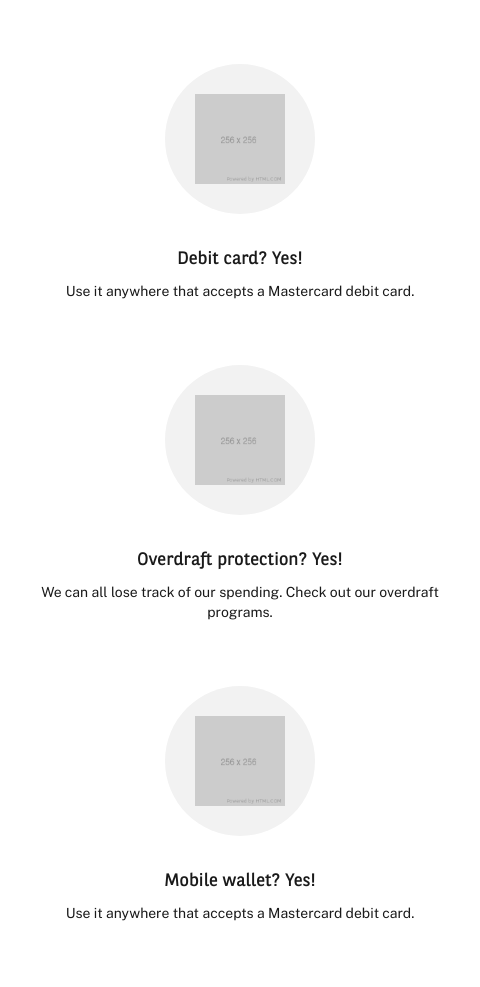 256 x 256
Powered by HTML.COM
Debit card? Yes!
Use it anywhere that accepts a Mastercard debit card.
256 x 256
Powered by HTML.COM
Overdraft protection? Yes!
We can all lose track of our spending. Check out our overdraft
programs.
256 x 256
Powered by HTML.COM
Mobile wallet? Yes!
Use it anywhere that accepts a Mastercard debit card.